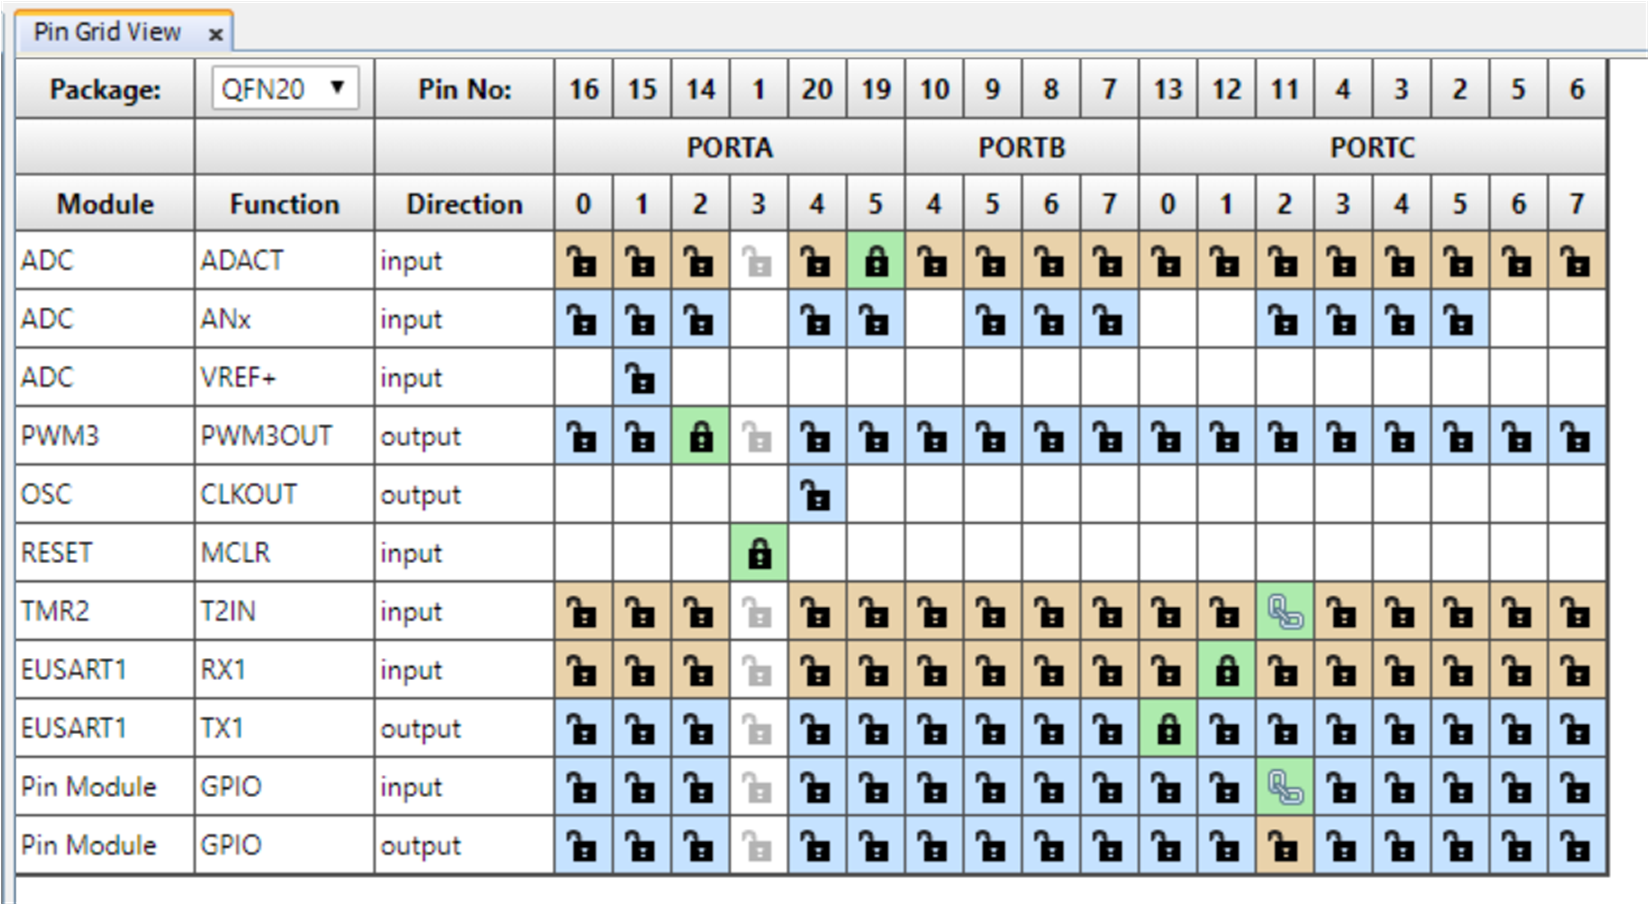 Pin Grid View x
Package: QFN20 ▼ Pin No: 16 15 14 1 20 19 10 9 8 7 13 12 11 4 3 2 5 6
PORTA PORTB PORTC
Module Function Direction 0 1 2 3 4 5 4 5 6 7 0 1 2 3 4 5 6 7
ADC ADACT input
ADC ANx input
ADC VREF+ input
PWM3 PWM3OUT output
OSC CLKOUT output
RESET MCLR input
TMR2 T2IN input
EUSART1 RX1 input
EUSART1 TX1 output
Pin Module GPIO input
Pin Module GPIO output